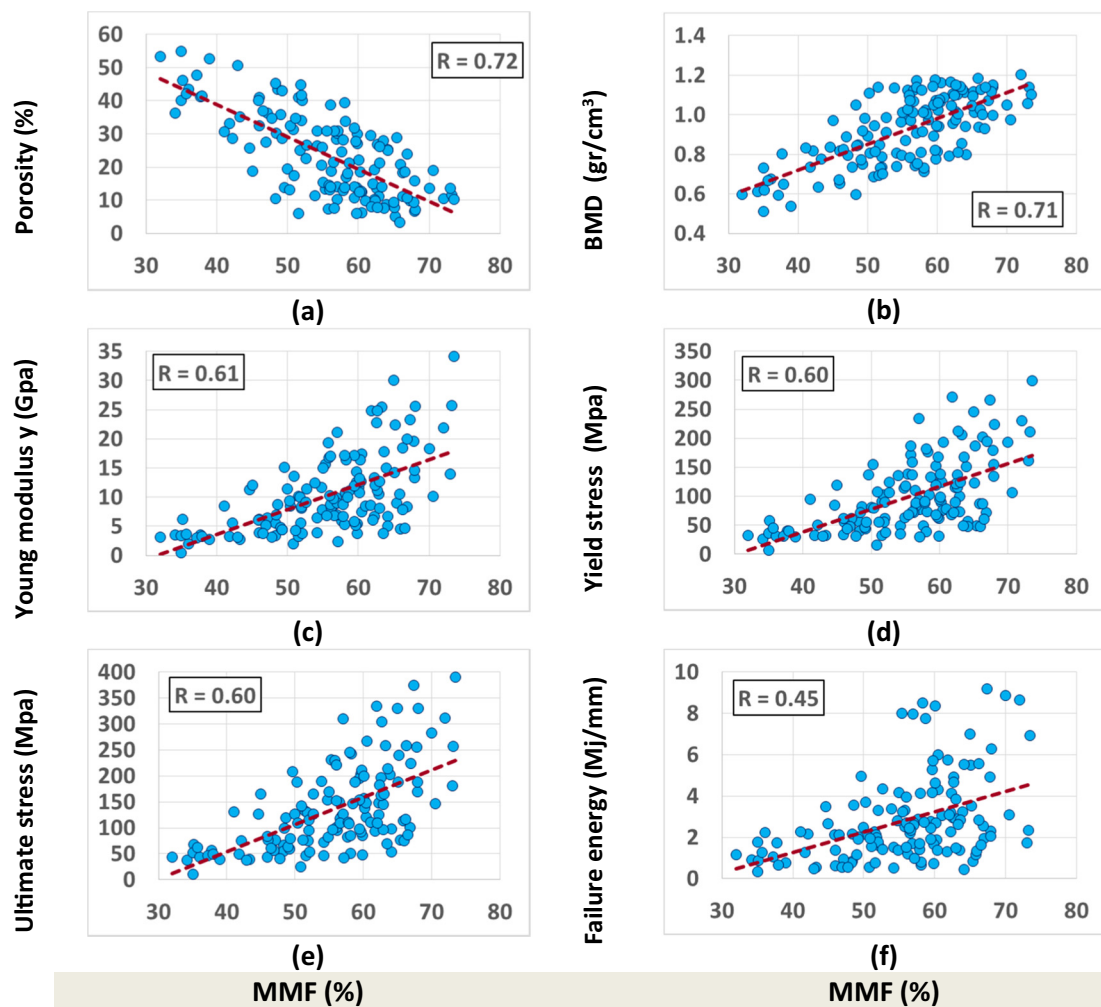 Porosity (%)
60
50
40
30
20
10
0
R = 0.72
30 40 50 60 70 80
(a)
BMD (gr/cm³)
1.4
1.2
1.0
0.8
0.6
0.4
R = 0.71
30 40 50 60 70 80
(b)
Young modulus y (Gpa)
35
30
25
20
15
10
5
0
R = 0.61
30 40 50 60 70 80
(c)
Yield stress (Mpa)
350
300
250
200
150
100
50
0
R = 0.60
30 40 50 60 70 80
(d)
Ultimate stress (Mpa)
400
350
300
250
200
150
100
50
0
R = 0.60
30 40 50 60 70 80
(e)
Failure energy (Mj/mm)
10
8
6
4
2
0
R = 0.45
30 40 50 60 70 80
(f)
MMF (%) MMF (%)